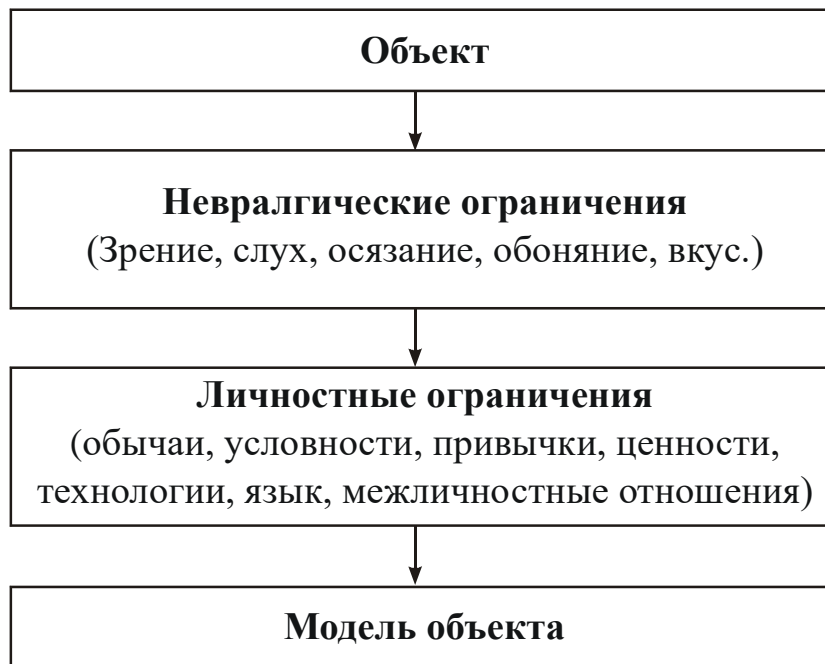 Объект
Невралгические ограничения
(Зрение, слух, осязание, обоняние, вкус.)
Личностные ограничения
(обычаи, условности, привычки, ценности,
технологии, язык, межличностные отношения)
Модель объекта